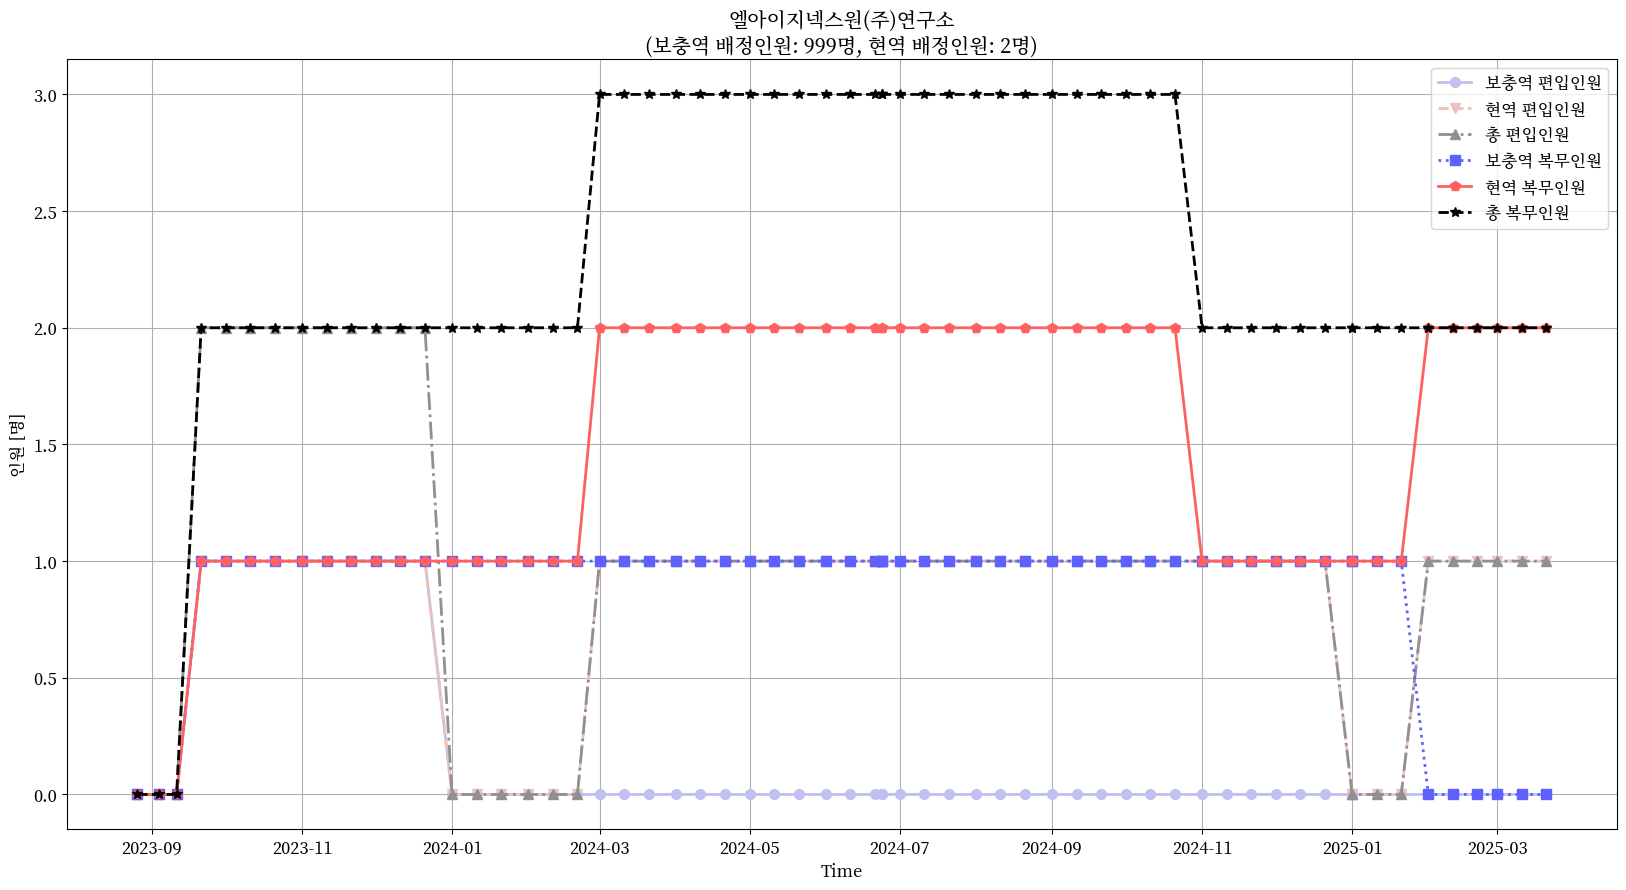 엘아이지넥스원(주)연구소
(보충역 배정인원: 999명, 현역 배정인원: 2명)
보충역 편입인원
현역 편입인원
총 편입인원
보충역 복무인원
현역 복무인원
총 복무인원
인원 [명]
3.0
2.5
2.0
1.5
1.0
0.5
0.0
2023-09
2023-11
2024-01
2024-03
2024-05
2024-07
2024-09
2024-11
2025-01
2025-03
Time